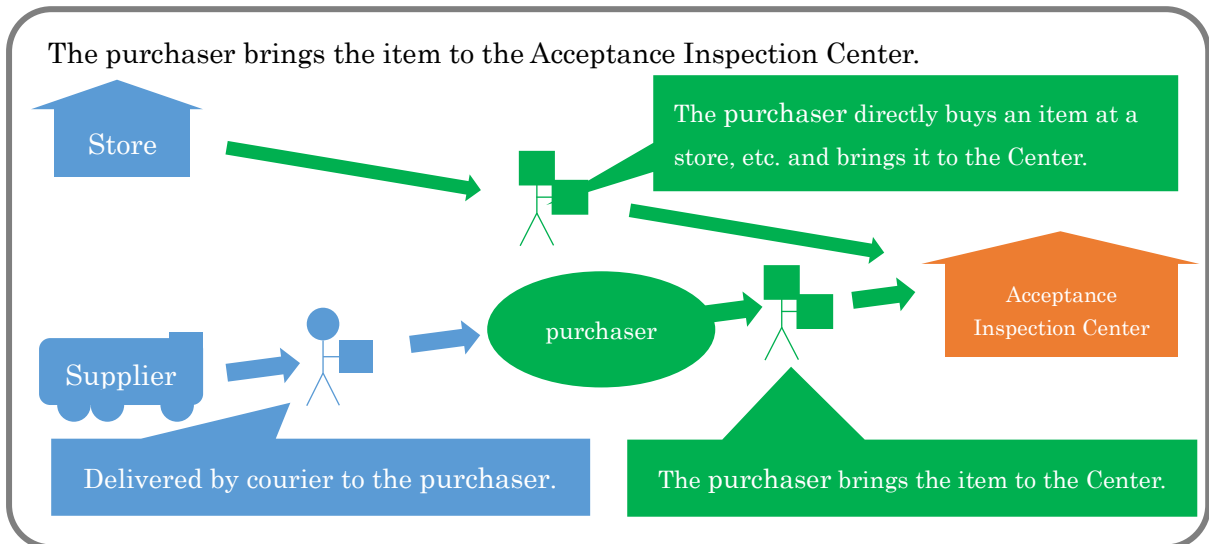 The purchaser brings the item to the Acceptance Inspection Center.
Store
The purchaser directly buys an item at a
store, etc. and brings it to the Center.
Acceptance
Inspection Center
purchaser
Supplier
Delivered by courier to the purchaser.
The purchaser brings the item to the Center.